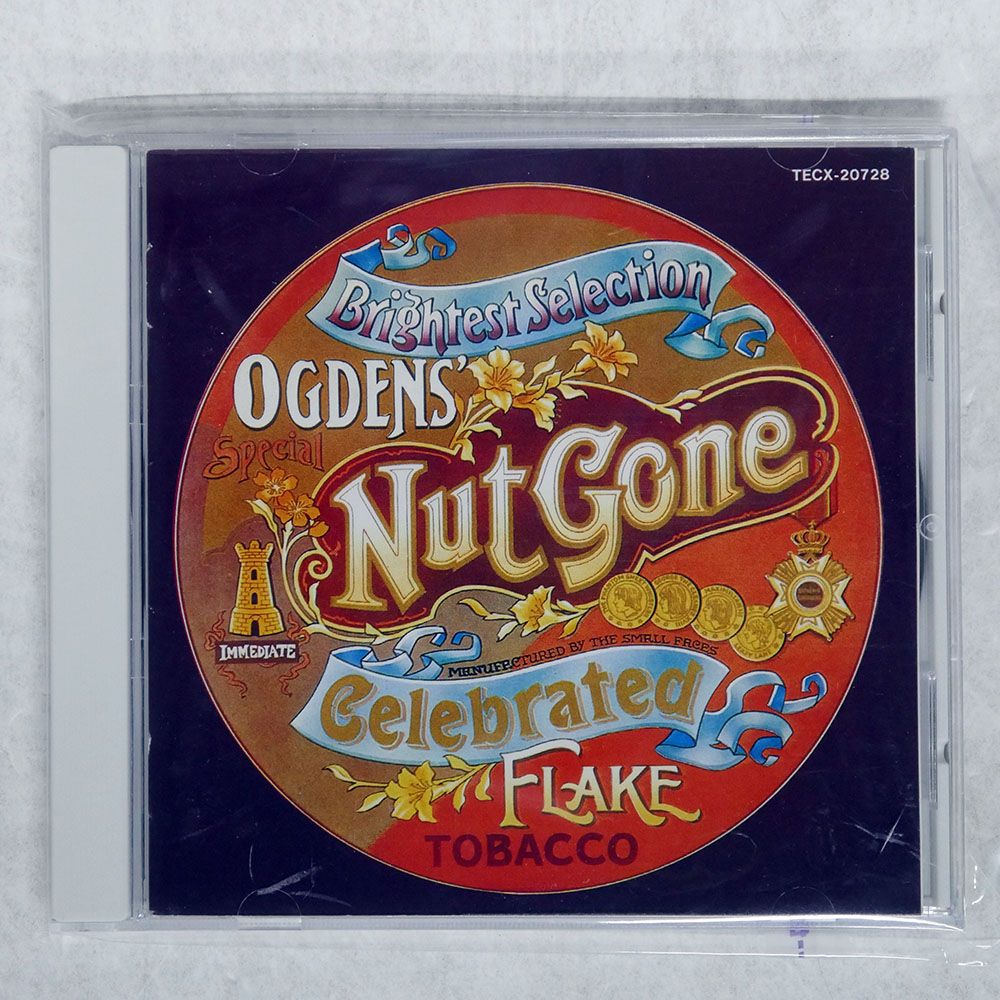 TECX-20728
Brightest Selection
OGDENS'
Special
Nut Gone
IMMEDIATE
MANUFACTURED BY THE SMALL FACES
Celebrated
FLAKE
TOBACCO